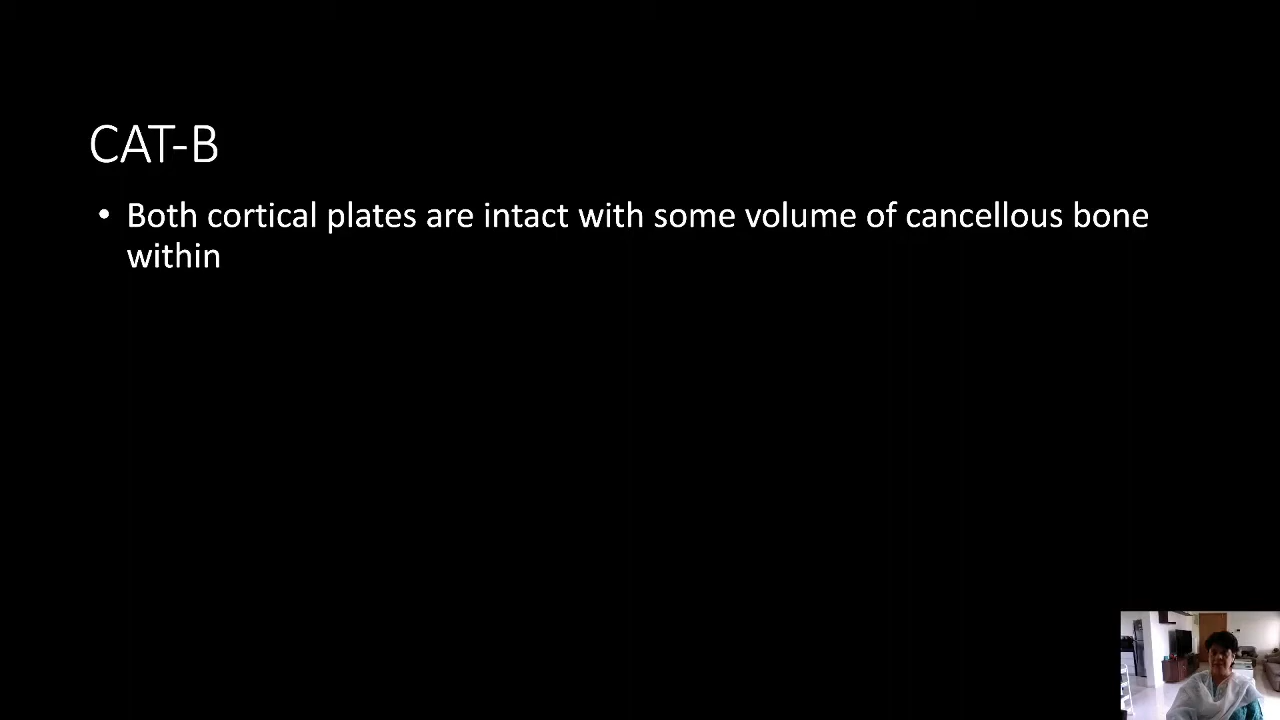 CAT-B
• Both cortical plates are intact with some volume of cancellous bone
within